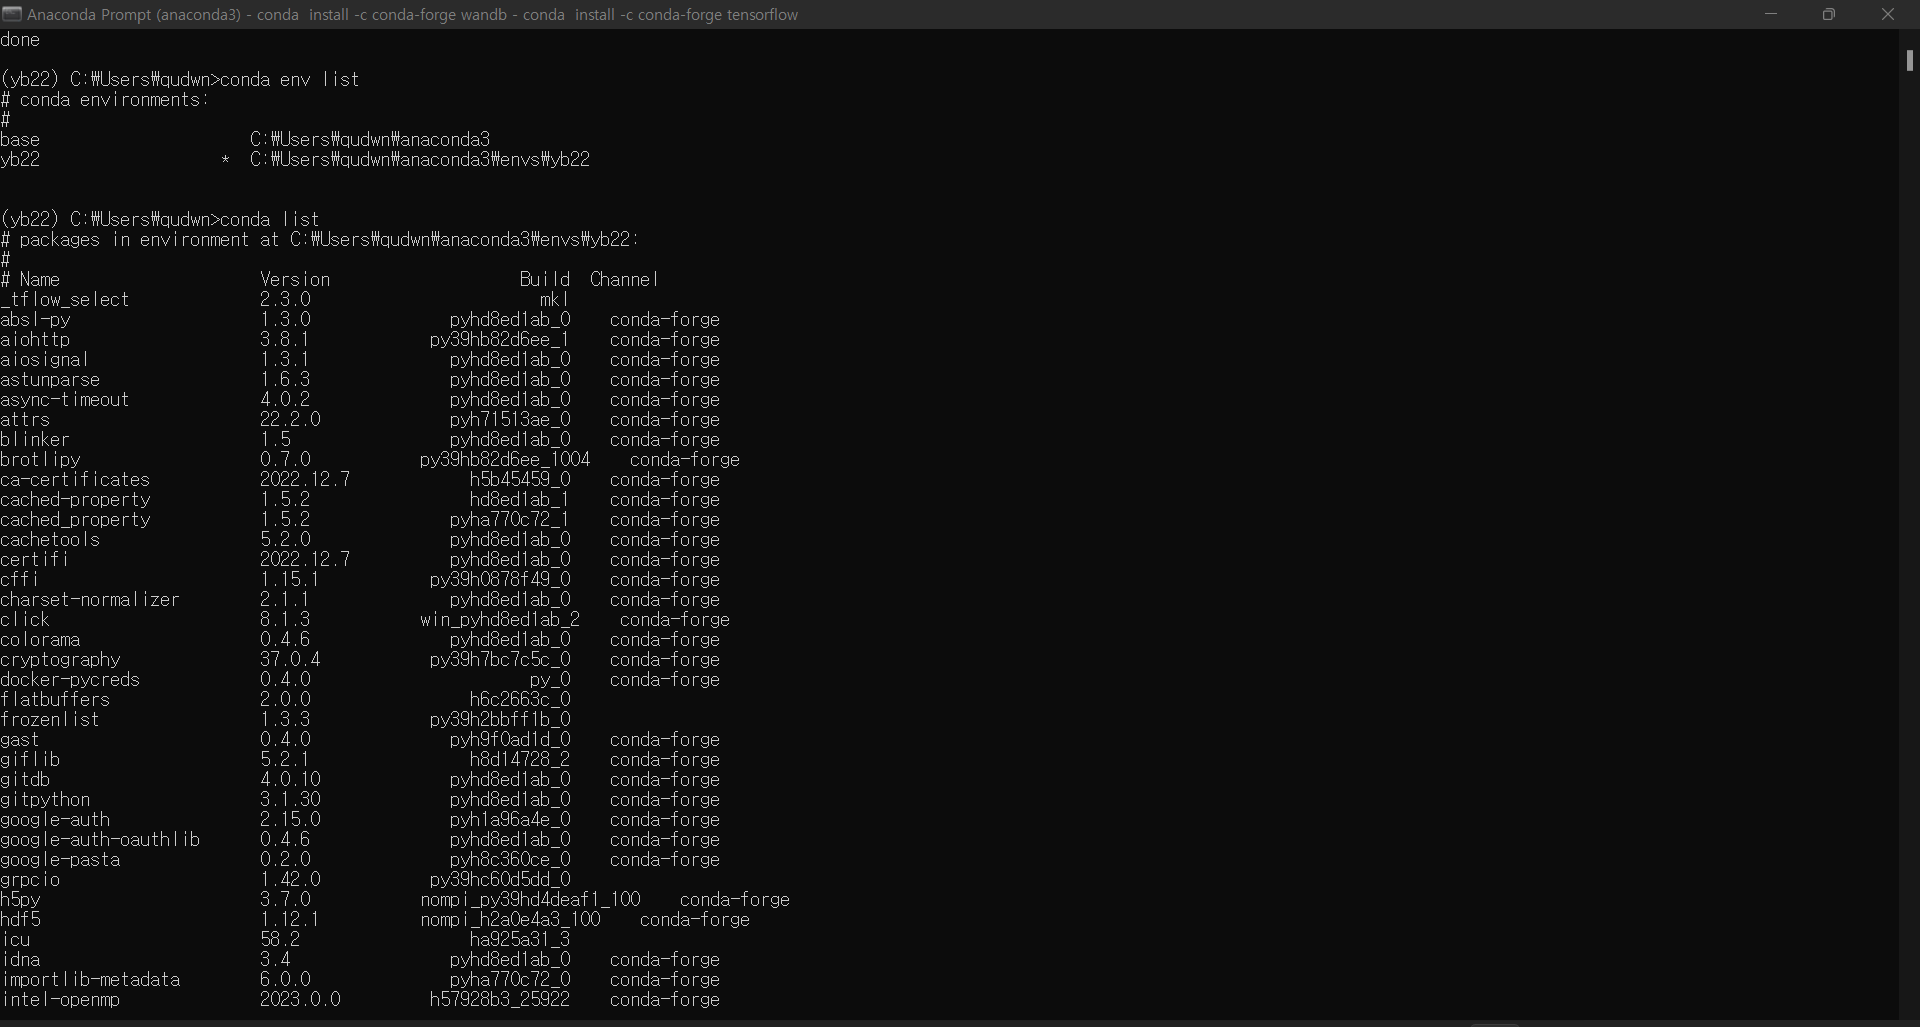 Anaconda Prompt (anaconda3) - conda  install -c conda-forge wandb - conda  install -c conda-forge tensorflow
done
(yb22) C:₩Users₩qudwn>conda env list
# conda environments:
#
base                     C:₩Users₩qudwn₩anaconda3
yb22                  *  C:₩Users₩qudwn₩anaconda3₩envs₩yb22
(yb22) C:₩Users₩qudwn>conda list
# packages in environment at C:₩Users₩qudwn₩anaconda3₩envs₩yb22:
#
# Name                    Version                   Build  Channel
_tflow_select             2.3.0                       mkl
absl-py                   1.3.0              pyhd8ed1ab_0    conda-forge
aiohttp                   3.8.1            py39hb82d6ee_1    conda-forge
aiosignal                 1.3.1              pyhd8ed1ab_0    conda-forge
astunparse                1.6.3              pyhd8ed1ab_0    conda-forge
async-timeout             4.0.2              pyhd8ed1ab_0    conda-forge
attrs                     22.2.0             pyh71513ae_0    conda-forge
blinker                   1.5                pyhd8ed1ab_0    conda-forge
brotlipy                  0.7.0           py39hb82d6ee_1004    conda-forge
ca-certificates           2022.12.7            h5b45459_0    conda-forge
cached-property           1.5.2                hd8ed1ab_1    conda-forge
cached_property           1.5.2              pyha770c72_1    conda-forge
cachetools                5.2.0              pyhd8ed1ab_0    conda-forge
certifi                   2022.12.7          pyhd8ed1ab_0    conda-forge
cffi                      1.15.1           py39h0878f49_0    conda-forge
charset-normalizer        2.1.1              pyhd8ed1ab_0    conda-forge
click                     8.1.3           win_pyhd8ed1ab_2    conda-forge
colorama                  0.4.6              pyhd8ed1ab_0    conda-forge
cryptography              37.0.4           py39h7bc7c5c_0    conda-forge
docker-pycreds            0.4.0                      py_0    conda-forge
flatbuffers               2.0.0                h6c2663c_0
frozenlist                1.3.3            py39h2bbff1b_0
gast                      0.4.0              pyh9f0ad1d_0    conda-forge
giflib                    5.2.1                h8d14728_2    conda-forge
gitdb                     4.0.10             pyhd8ed1ab_0    conda-forge
gitpython                 3.1.30             pyhd8ed1ab_0    conda-forge
google-auth               2.15.0             pyh1a96a4e_0    conda-forge
google-auth-oauthlib      0.4.6              pyhd8ed1ab_0    conda-forge
google-pasta              0.2.0              pyh8c360ce_0    conda-forge
grpcio                    1.42.0           py39hc60d5dd_0
h5py                      3.7.0           nompi_py39hd4deaf1_100    conda-forge
hdf5                      1.12.1          nompi_h2a0e4a3_100    conda-forge
icu                       58.2                 ha925a31_3
idna                      3.4                pyhd8ed1ab_0    conda-forge
importlib-metadata        6.0.0              pyha770c72_0    conda-forge
intel-openmp              2023.0.0         h57928b3_25922    conda-forge